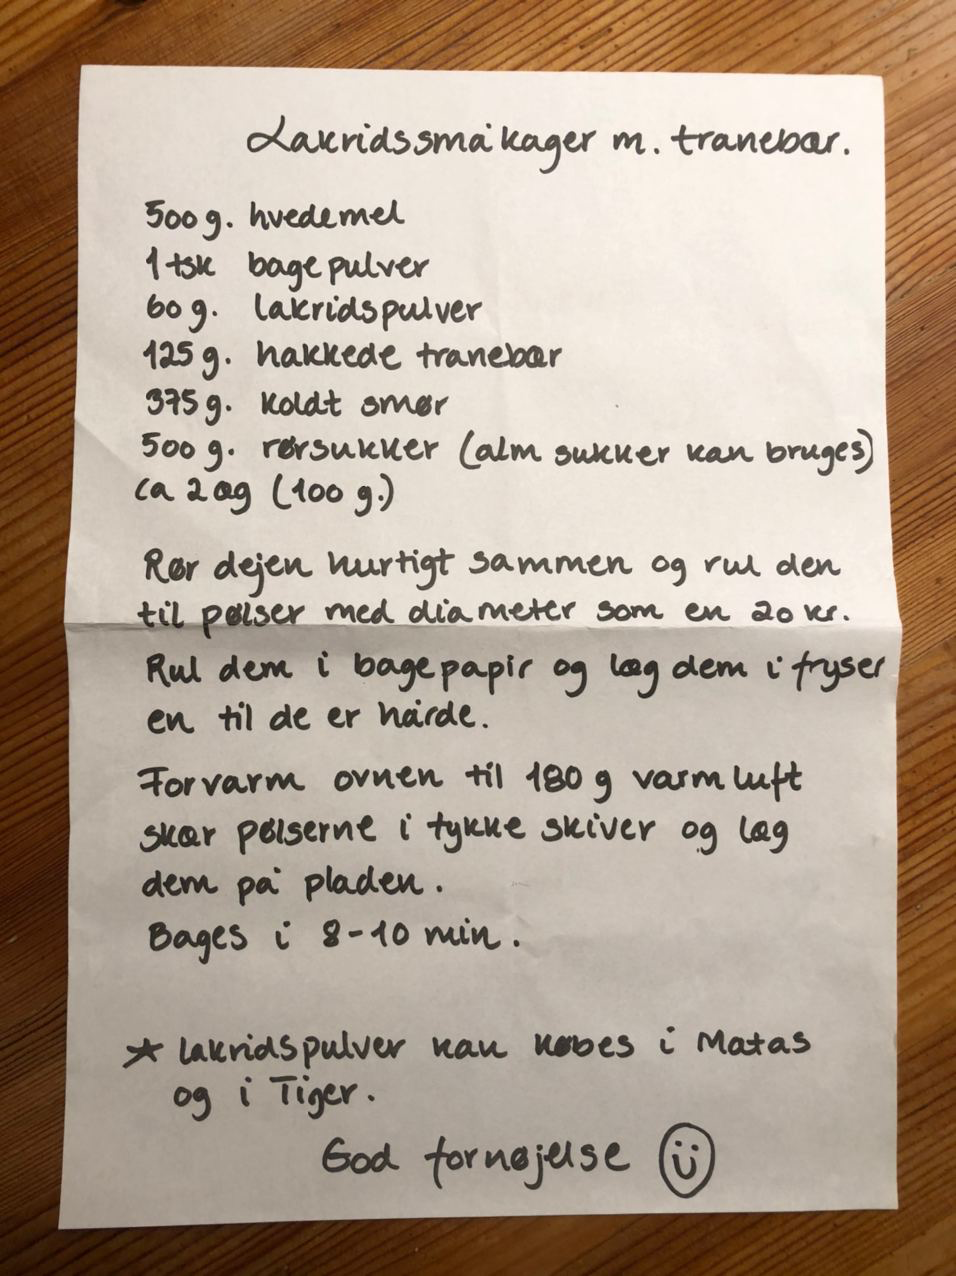 Lakridssmåkager m. tranebær.
500 g. hvedemel
1 tsk bagepulver
60 g. lakridspulver
125 g. hakkede tranebær
375 g. koldt smør
500 g. rørsukker (alm sukker kan bruges)
ca 2 æg (100 g.)
Rør dejen hurtigt sammen og rul den
til pølser med diameter som en 20 kr.
Rul dem i bagepapir og læg dem i fryser
en til de er hårde.
Forvarm ovnen til 180 g varmluft
skær pølserne i tykke skiver og læg
dem på pladen.
Bages i 8-10 min.
* lakridspulver kan købes i Matas
og i Tiger.
God fornøjelse